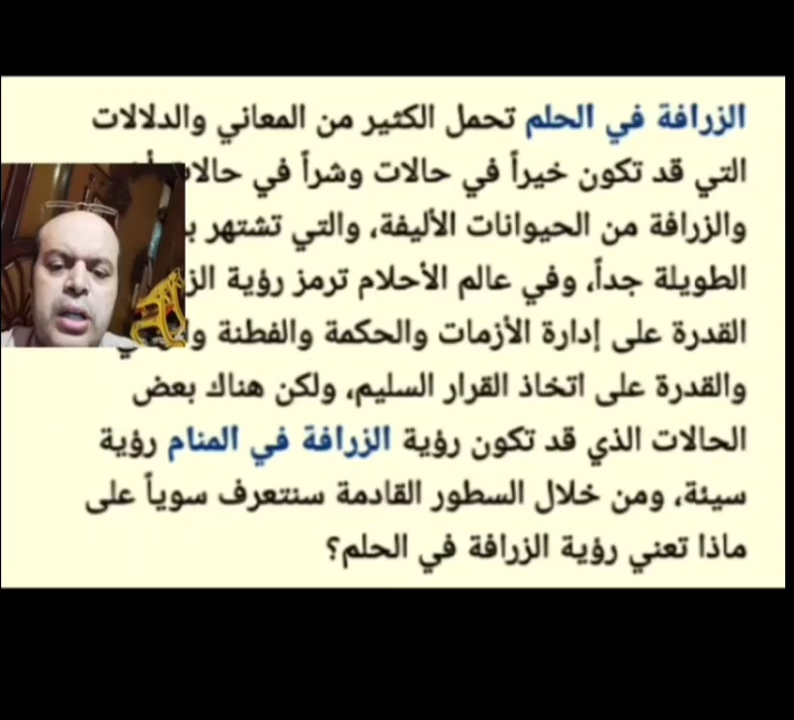 الزرافة في الحلم تحمل الكثير من المعاني والدلالات
التي قد تكون خيراً في حالات وشراً في حالات
والزرافة من الحيوانات الأليفة، والتي تشتهر
الطويلة جداً، وفي عالم الأحلام ترمز رؤية
القدرة على إدارة الأزمات والحكمة والفطنة
والقدرة على اتخاذ القرار السليم، ولكن هناك بعض
الحالات الذي قد تكون رؤية الزرافة في المنام رؤية
سيئة، ومن خلال السطور القادمة سنتعرف سوياً على
ماذا تعني رؤية الزرافة في الحلم؟